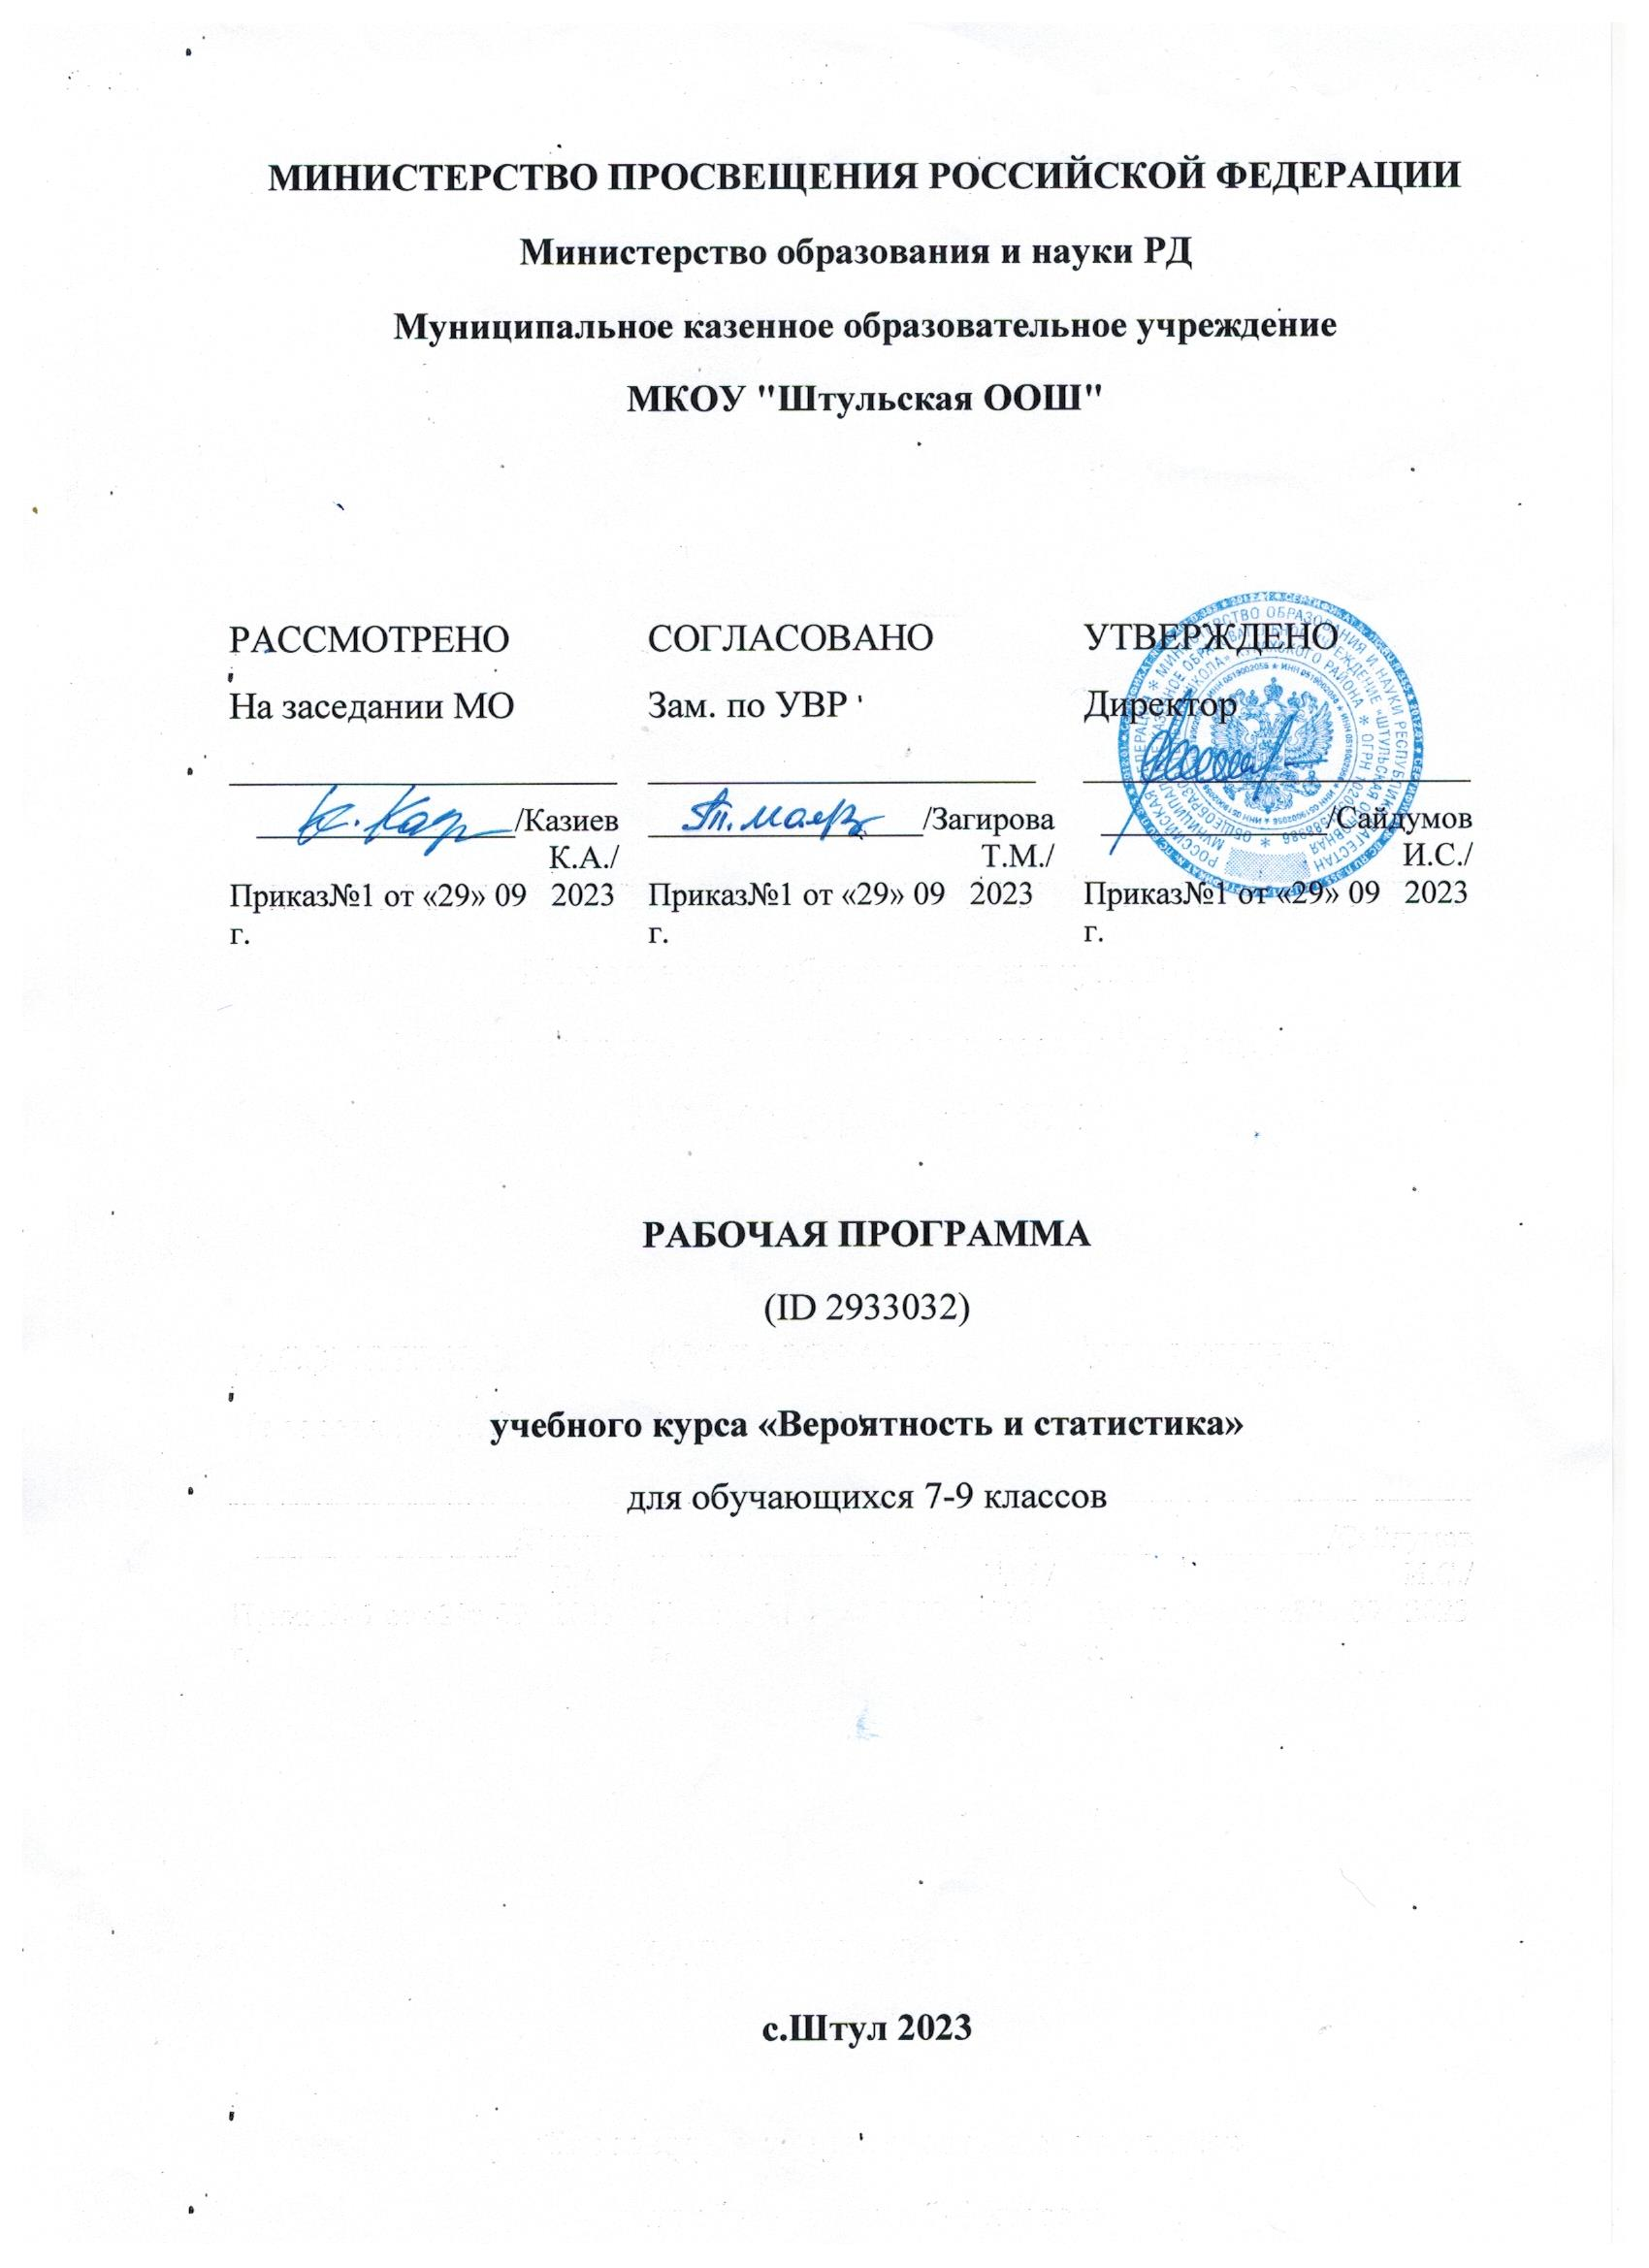 МИНИСТЕРСТВО ПРОСВЕЩЕНИЯ РОССИЙСКОЙ ФЕДЕРАЦИИ
Министерство образования и науки РД
Муниципальное казенное образовательное учреждение
МКОУ "Штульская ООШ"
РАССМОТРЕНО
На заседании МО
/Казиев
К.А./
Приказ№1 от «29» 09 2023
г.
СОГЛАСОВАНО
Зам. по УВР
/Загирова
Т.М./
Приказ№1 от «29» 09 2023
г.
УТВЕРЖДЕНО
Директор
/Сайдумов
И.С./
Приказ№1 от «29» 09 2023
г.
РАБОЧАЯ ПРОГРАММА
(ID 2933032)
учебного курса «Вероятность и статистика»
для обучающихся 7-9 классов
с.Штул 2023